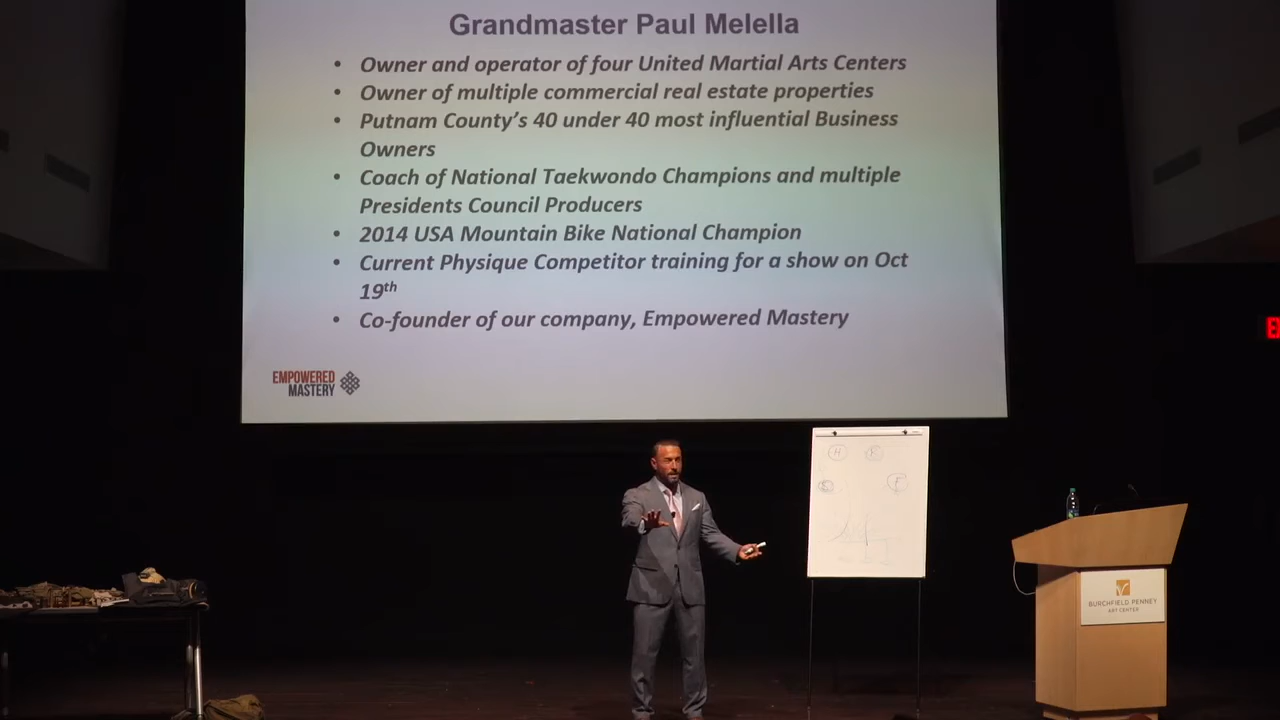 Grandmaster Paul Melella
• Owner and operator of four United Martial Arts Centers
• Owner of multiple commercial real estate properties
• Putnam County's 40 under 40 most influential Business
Owners
• Coach of National Taekwondo Champions and multiple
Presidents Council Producers
• 2014 USA Mountain Bike National Champion
• Current Physique Competitor training for a show on Oct
19th
• Co-founder of our company, Empowered Mastery
EMPOWERED
MASTERY
H R
F
BURCHFIELD PENNEY
ART CENTER